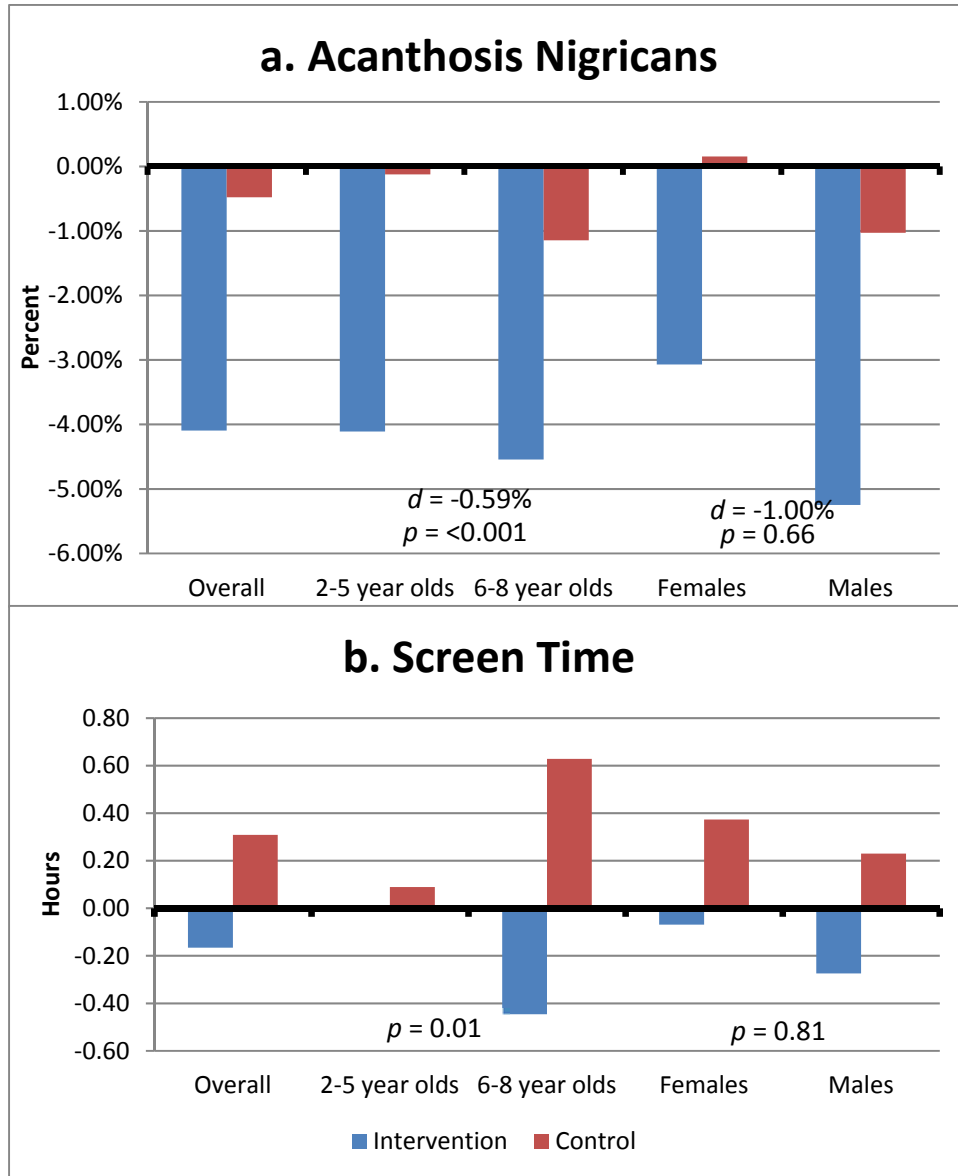 a. Acanthosis Nigricans
1.00%
0.00%
-1.00%
-2.00%
-3.00%
-4.00%
-5.00%
-6.00%
Percent
d = -0.59%
p = <0.001
d = -1.00%
p = 0.66
Overall 2-5 year olds 6-8 year olds Females Males
b. Screen Time
0.80
0.60
0.40
0.20
0.00
-0.20
-0.40
-0.60
Hours
p = 0.01 p = 0.81
Overall 2-5 year olds 6-8 year olds Females Males
Intervention Control